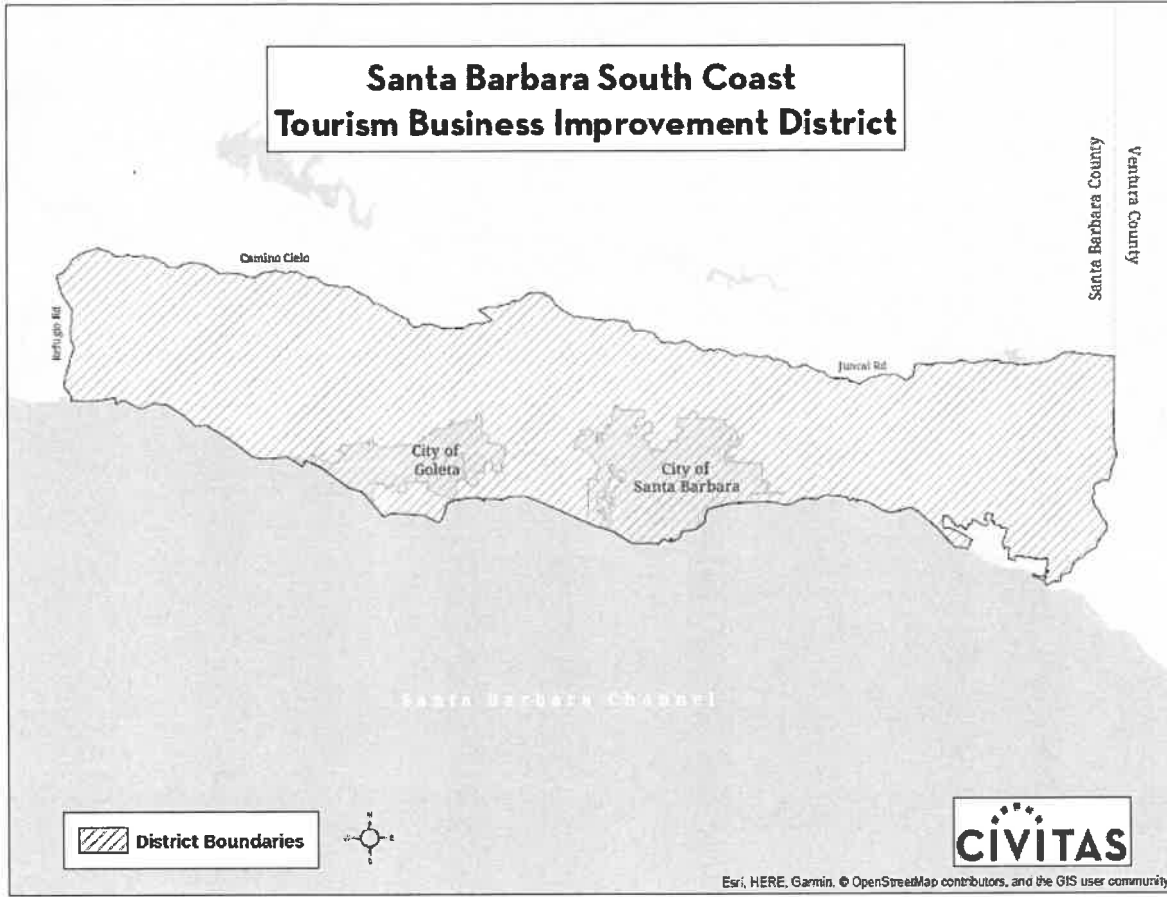 Santa Barbara South Coast
Tourism Business Improvement District
Santa Barbara County
Ventura County
Camino Cielo
Refugio Rd
Juncal Rd
City of
Goleta
City of
Santa Barbara
Santa Barbara Channel
District Boundaries
N
W
E
S
CIVITAS
Esri, HERE, Garmin, © OpenStreetMap contributors, and the GIS user community